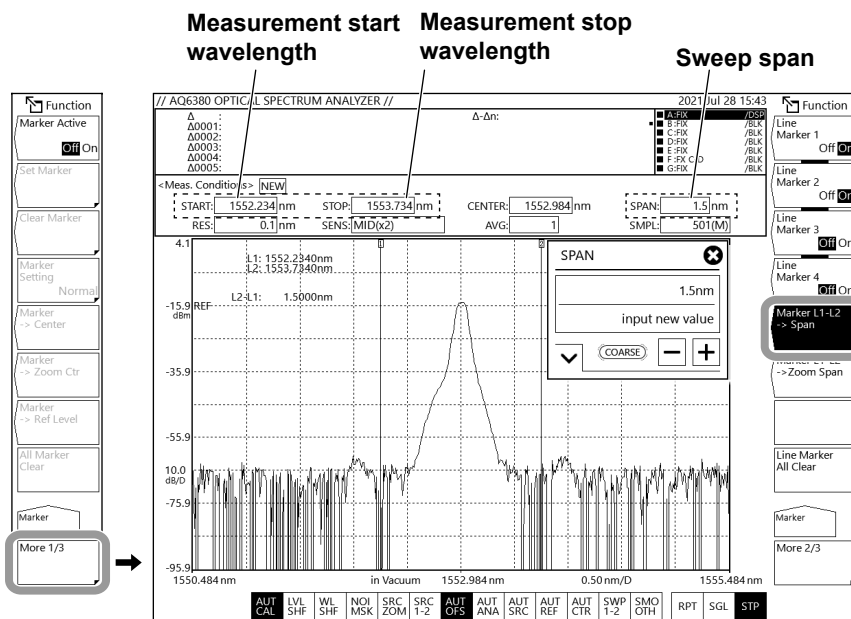 Measurement start wavelength
Measurement stop wavelength
Sweep span
Function
Marker Active
Off On
Set Marker
Clear Marker
Marker Setting
Normal
Marker -> Center
Marker -> Zoom Ctr
Marker -> Ref Level
All Marker Clear
Marker
More 1/3
// AQ6380 OPTICAL SPECTRUM ANALYZER //
2021 Jul 28 15:43
Δ :
Δ0001:
Δ0002:
Δ0003:
Δ0004:
Δ0005:
Δ-Δn:
A:FIX /DSP
B:FIX /BLK
C:FIX /BLK
D:FIX /BLK
E:FIX /BLK
F:FIX C D /BLK
G:FIX /BLK
<Meas. Conditions> NEW
START: 1552.234 nm STOP: 1553.734 nm CENTER: 1552.984 nm SPAN: 1.5 nm
RES: 0.1 nm SENS: MID(x2) AVG: 1 SMPL: 501(M)
4.1
1
2
L1: 1552.2340nm
L2: 1553.7340nm
L2-L1: 1.5000nm
-15.9 REF
dBm
-35.9
-55.9
10.0
dB/D
-75.9
-95.9
1550.484 nm in Vacuum 1552.984 nm 0.50 nm/D 1555.484 nm
SPAN
1.5nm
input new value
COARSE
AUT CAL
LVL SHF
WL SHF
NOI MSK
SRC ZOM
SRC 1-2
AUT OFS
AUT ANA
AUT SRC
AUT REF
AUT CTR
SWP 1-2
SMO OTH
RPT
SGL
STP
Function
Line Marker 1
Off On
Line Marker 2
Off On
Line Marker 3
Off On
Line Marker 4
Off On
Marker L1-L2 -> Span
Marker L1-L2 ->Zoom Span
Line Marker All Clear
Marker
More 2/3